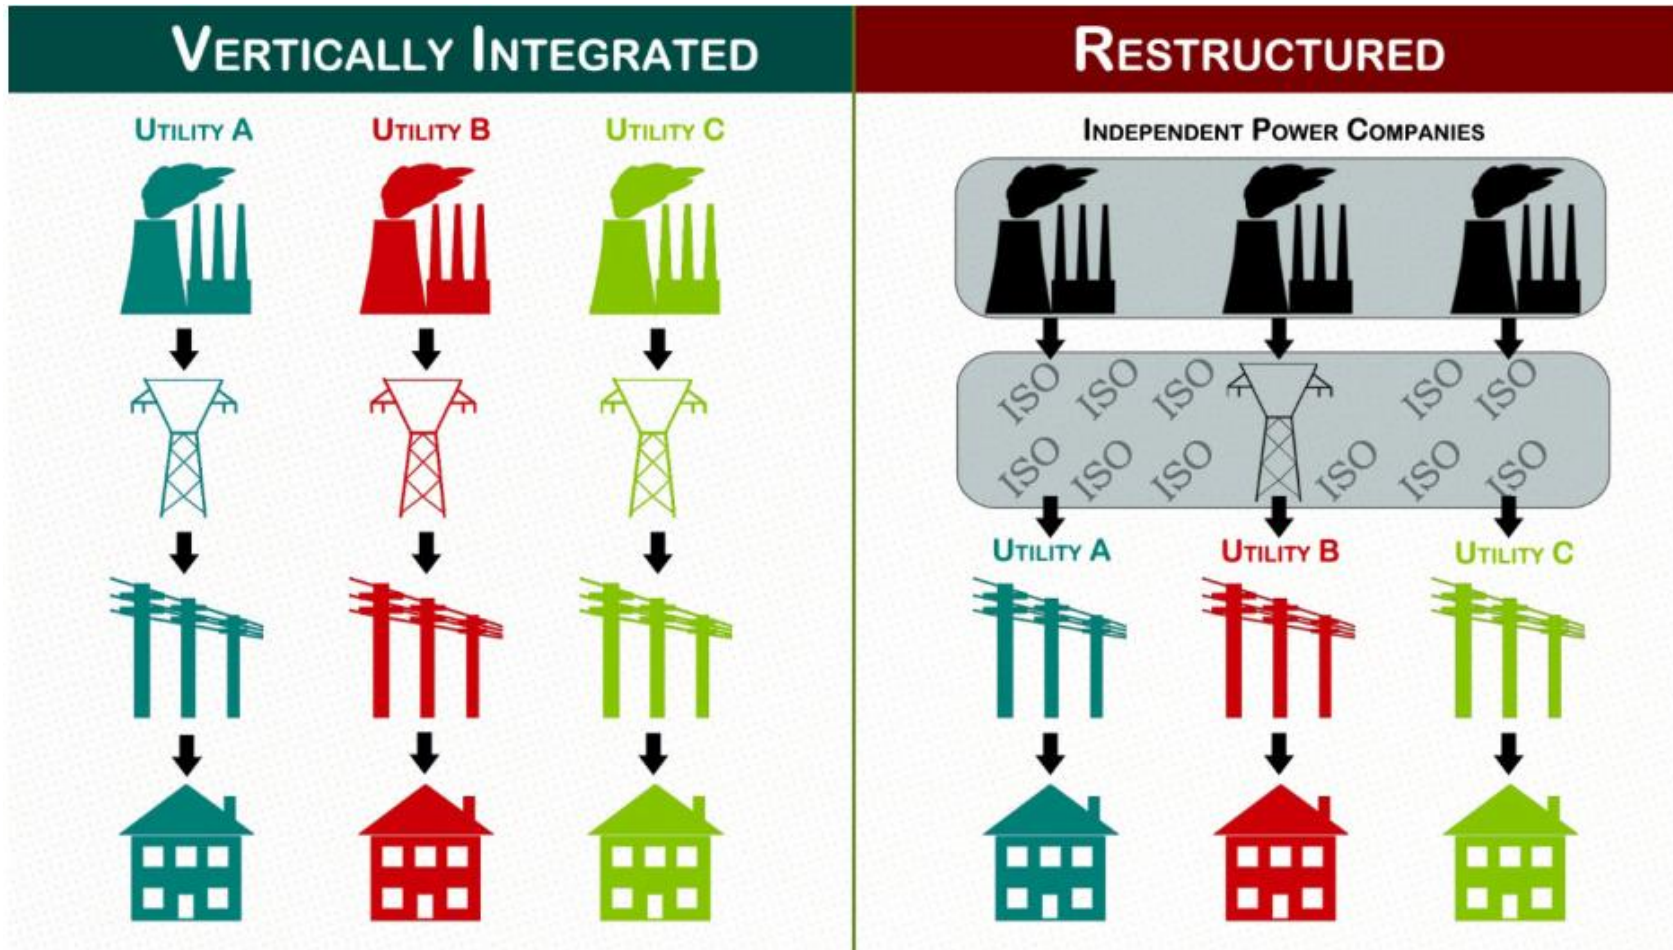 VERTICALLY INTEGRATED
RESTRUCTURED
UTILITY A
UTILITY B
UTILITY C
INDEPENDENT POWER COMPANIES
ISO ISO ISO ISO ISO
ISO ISO ISO ISO ISO ISO
UTILITY A
UTILITY B
UTILITY C